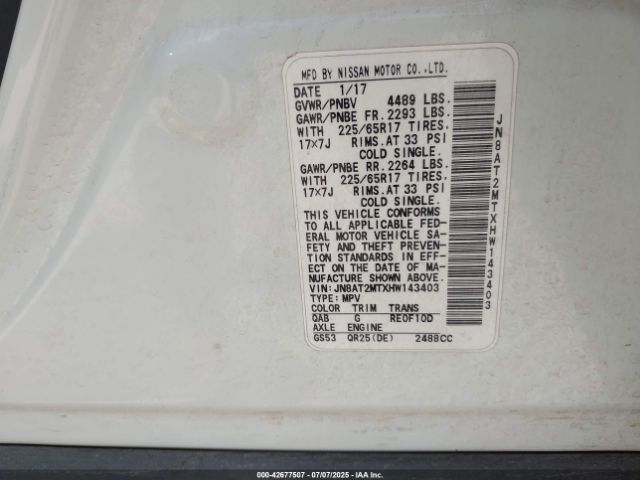 MFD BY NISSAN MOTOR CO.,LTD.
DATE 1/17
GVWR/PNBV 4489 LBS.
GAWR/PNBE FR. 2293 LBS.
WITH 225/65R17 TIRES.
17×7J RIMS.AT 33 PSI
COLD SINGLE.
GAWR/PNBE RR. 2264 LBS.
WITH 225/65R17 TIRES.
17×7J RIMS.AT 33 PSI
COLD SINGLE.
THIS VEHICLE CONFORMS
TO ALL APPLICABLE FED-
ERAL MOTOR VEHICLE SA-
FETY AND THEFT PREVEN-
TION STANDARDS IN EFF-
ECT ON THE DATE OF MA-
NUFACTURE SHOWN ABOVE.
VIN:JN8AT2MTXHW143403
TYPE:MPV
COLOR TRIM TRANS
QAB G RE0F10D
AXLE ENGINE
GS53 QR25(DE) 2488CC
JN8AT2MTXHW143403
000-42677507 - 07/07/2025 - IAA Inc.